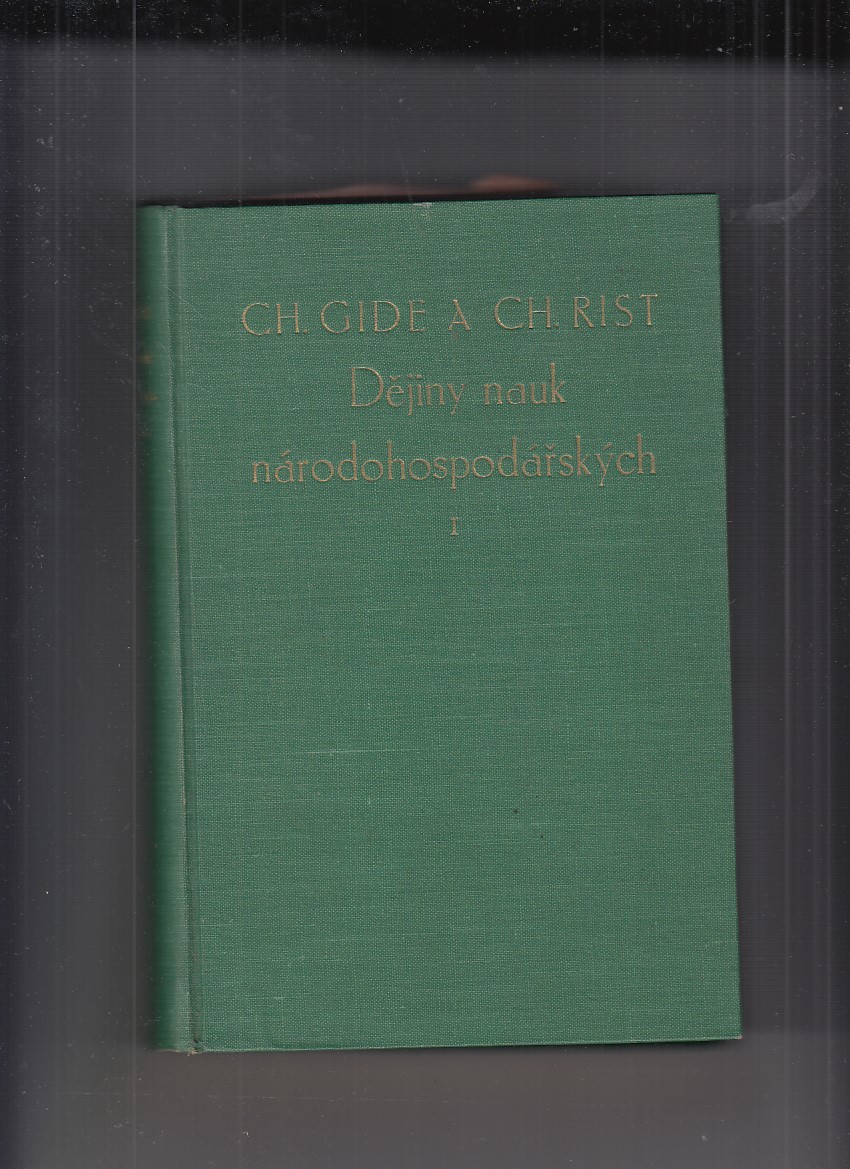 CH. GIDE A CH. RIST
Dějiny nauk
národohospodářských
I